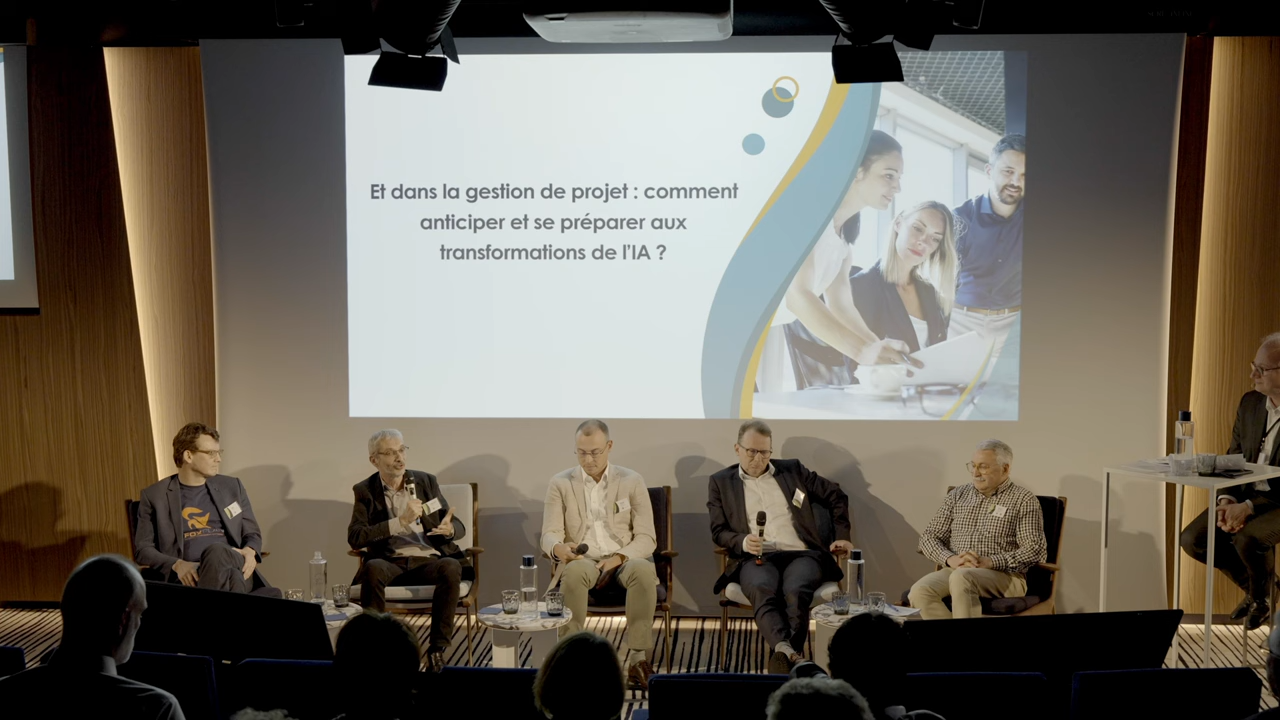 Et dans la gestion de projet : comment
anticiper et se préparer aux
transformations de l'IA ?